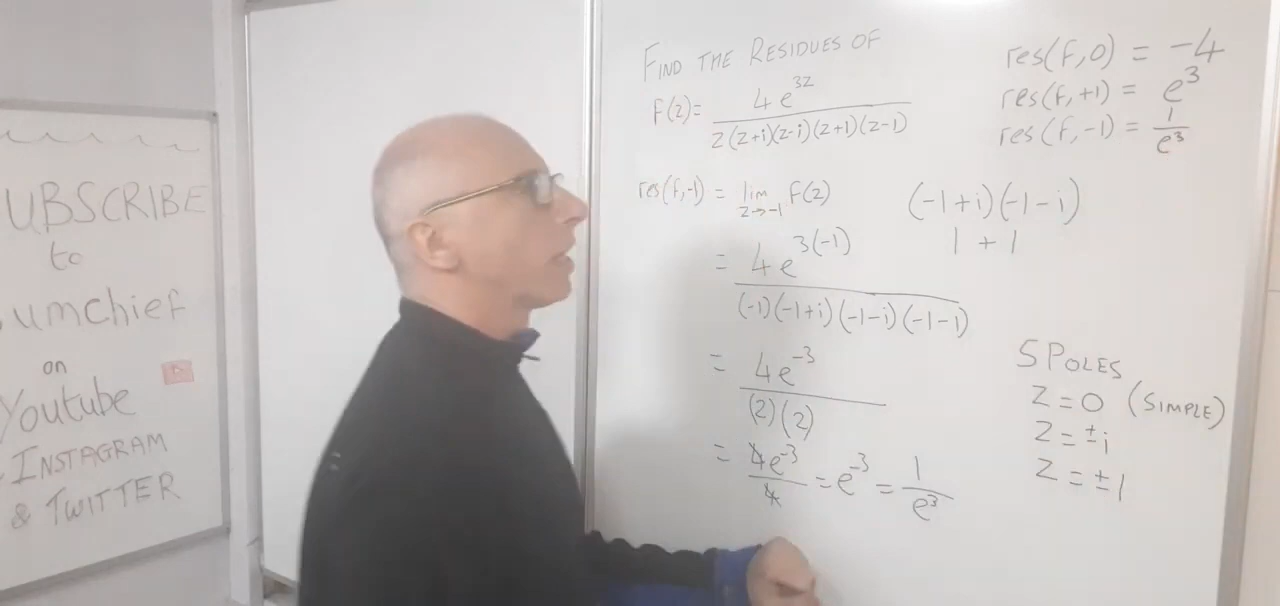 UBSCRIBE
to
umchief
on
Youtube
INSTAGRAM
& TWITTER
FIND THE RESIDUES OF
F(z)= 4e^{3z} / z(z+i)(z-i)(z+1)(z-1)
res(f,-1) = lim_{z→-1} F(z)
= 4e^{3(-1)} / (-1)(-1+i)(-1-i)(-1-1)
= 4e^{-3} / (2)(2)
= 4e^{-3} / 4 = e^{-3} = 1/e^{3}
(-1+i)(-1-i)
1 + 1
res(f,0) = -4
res(f,+1) = e^{3}
res(f,-1) = 1/e^{3}
5 POLES
z = 0 (SIMPLE)
z = ±i
z = ±1